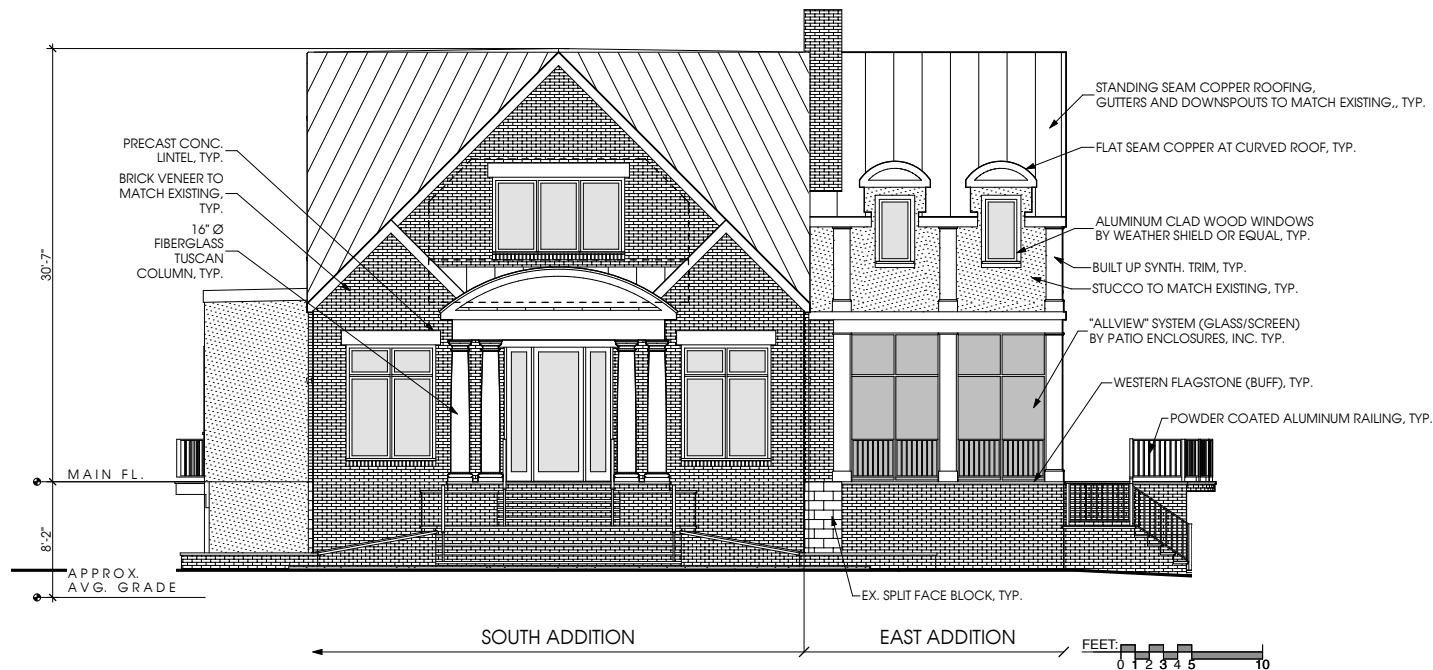 STANDING SEAM COPPER ROOFING,
GUTTERS AND DOWNSPOUTS TO MATCH EXISTING,, TYP.
FLAT SEAM COPPER AT CURVED ROOF, TYP.
PRECAST CONC.
LINTEL, TYP.
BRICK VENEER TO
MATCH EXISTING,
TYP.
16" Ø
FIBERGLASS
TUSCAN
COLUMN, TYP.
ALUMINUM CLAD WOOD WINDOWS
BY WEATHER SHIELD OR EQUAL, TYP.
BUILT UP SYNTH. TRIM, TYP.
STUCCO TO MATCH EXISTING, TYP.
"ALLVIEW" SYSTEM (GLASS/SCREEN)
BY PATIO ENCLOSURES, INC. TYP.
WESTERN FLAGSTONE (BUFF), TYP.
POWDER COATED ALUMINUM RAILING, TYP.
30'-7"
MAIN FL.
8'-2"
APPROX.
AVG. GRADE
EX. SPLIT FACE BLOCK, TYP.
SOUTH ADDITION
EAST ADDITION
FEET:
0 1 2 3 4 5 10